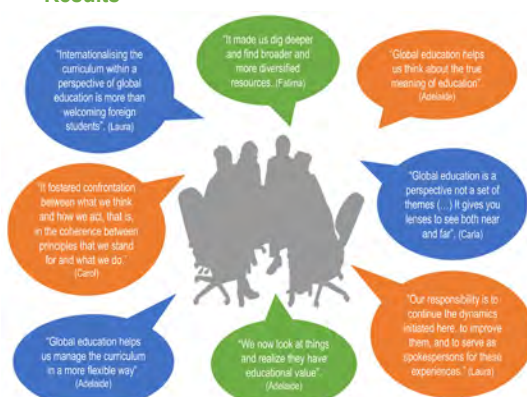 Results
"Internationalising the
curriculum within a
perspective of global
education is more than
welcoming foreign
students". (Laura)
"It made us dig deeper
and find broader and
more diversified
resources. (Fatima)
"Global education helps
us think about the true
meaning of education".
(Adelaide)
"It fostered confrontation
between what we think
and how we act, that is,
in the coherence between
principles that we stand
for and what we do."
(Carol)
"Global education is a
perspective not a set of
themes (…) It gives you
lenses to see both near
and far". (Carla)
"Global education helps
us manage the curriculum
in a more flexible way"
(Adelaide)
"We now look at things
and realize they have
educational value".
(Adelaide)
"Our responsibility is to
continue the dynamics
initiated here, to improve
them, and to serve as
spokespersons for these
experiences." (Laura)